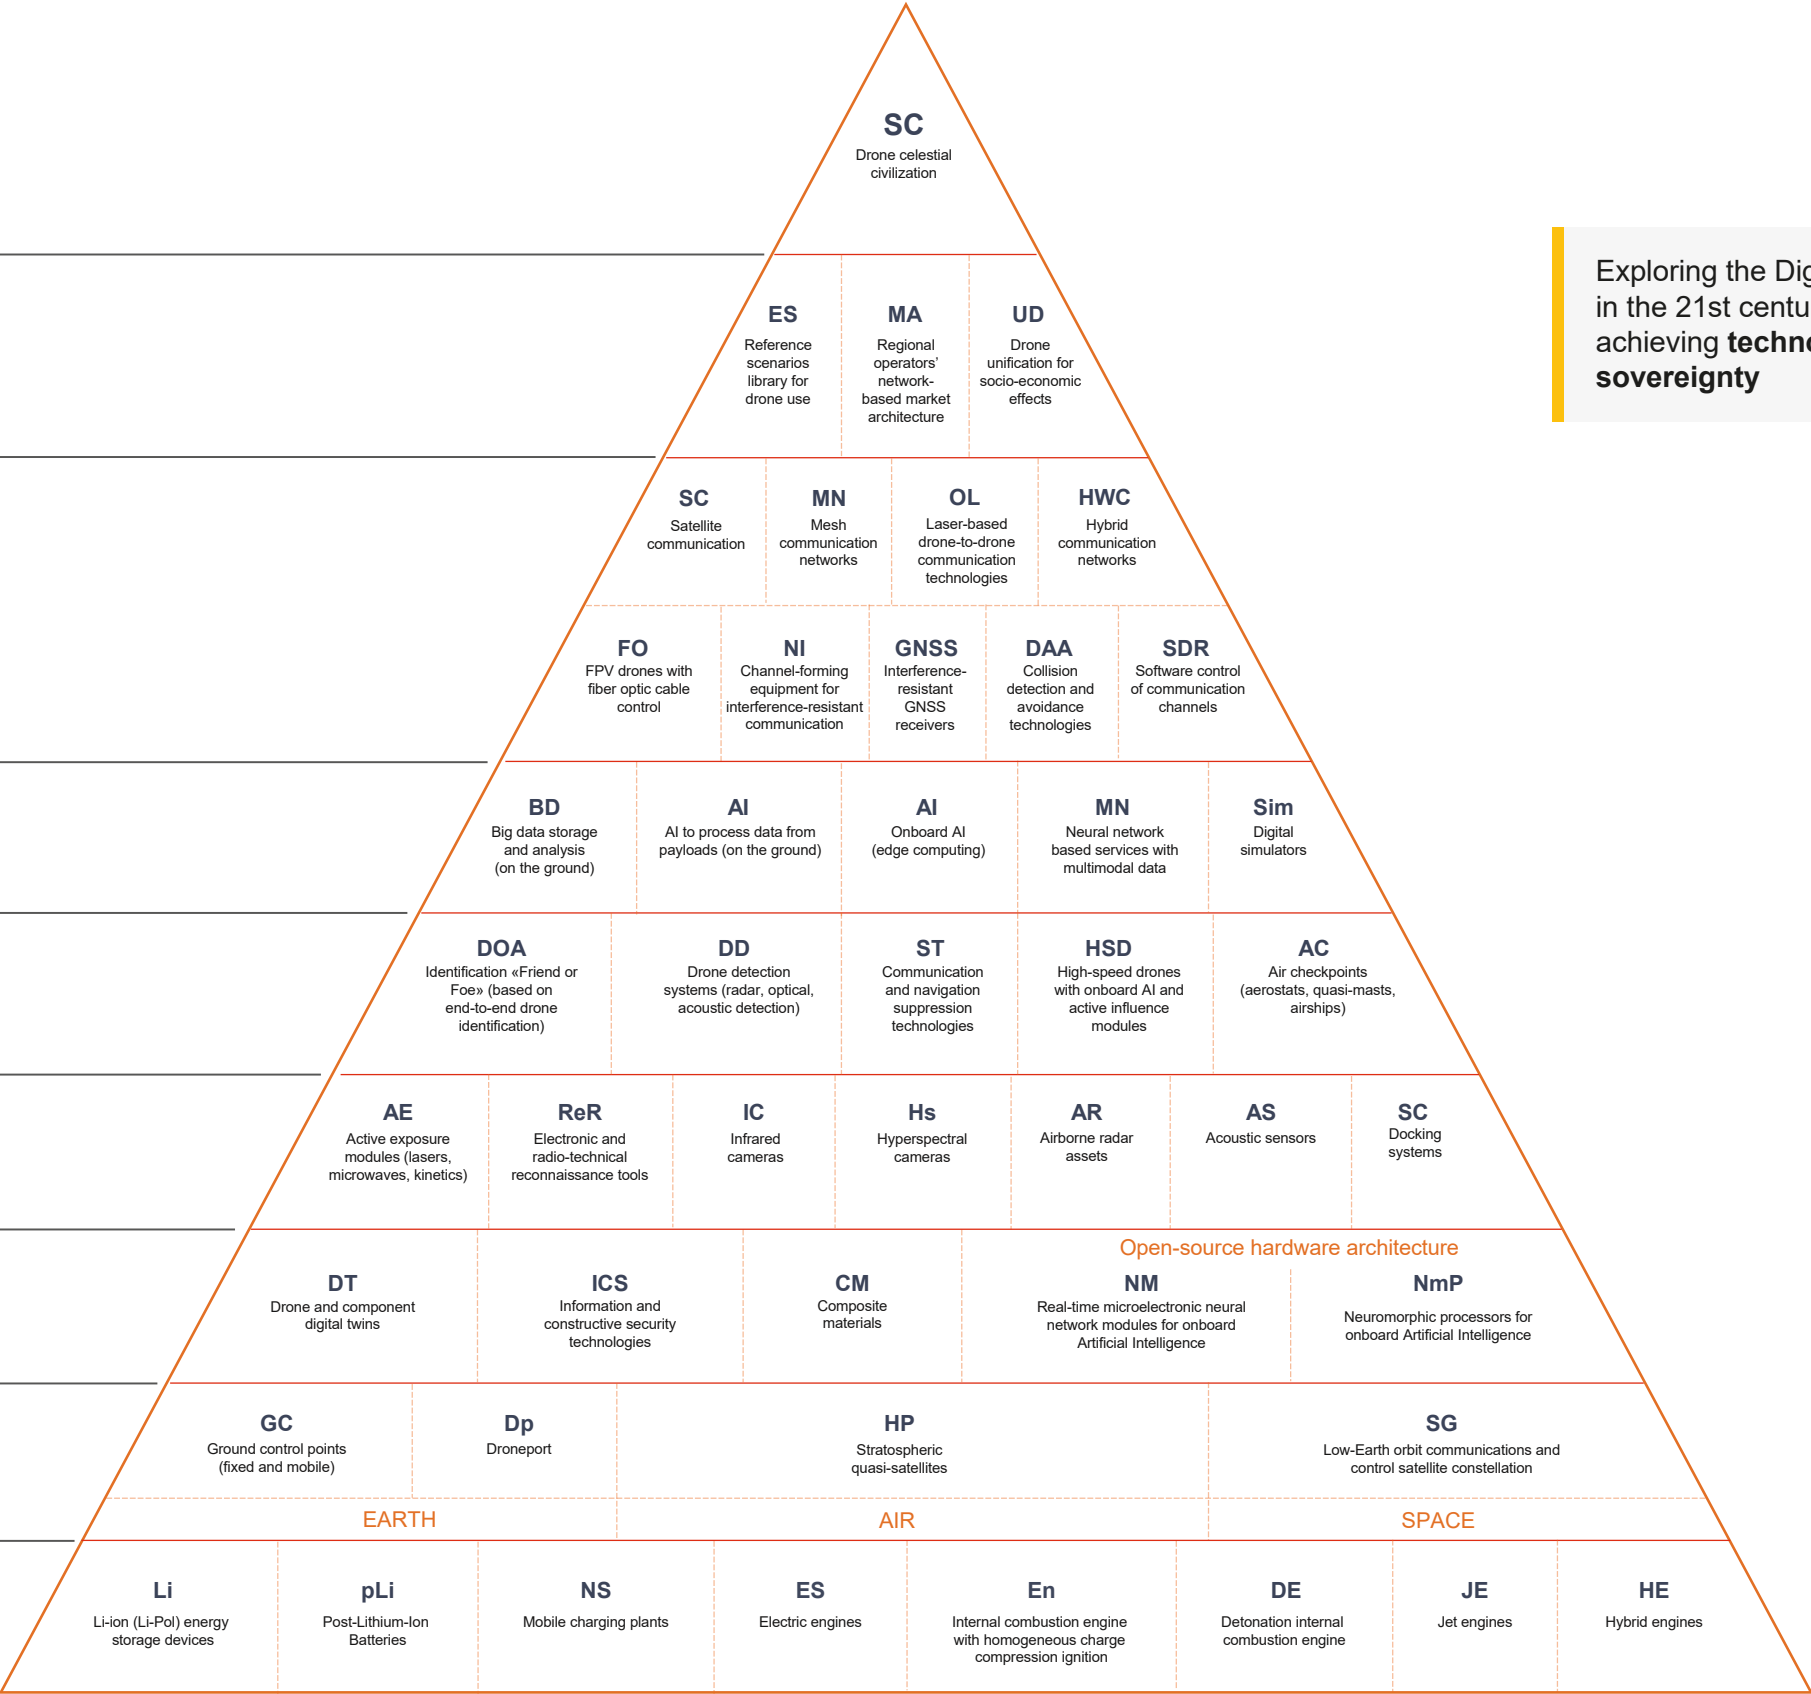 SC
Drone celestial
civilization
Exploring the Dig
in the 21st centu
achieving techno
sovereignty
ES
Reference
scenarios
library for
drone use
MA
Regional
operators’
network-
based market
architecture
UD
Drone
unification for
socio-economic
effects
SC
Satellite
communication
MN
Mesh
communication
networks
OL
Laser-based
drone-to-drone
communication
technologies
HWC
Hybrid
communication
networks
FO
FPV drones with
fiber optic cable
control
NI
Channel-forming
equipment for
interference-resistant
communication
GNSS
Interference-
resistant
GNSS
receivers
DAA
Collision
detection and
avoidance
technologies
SDR
Software control
of communication
channels
BD
Big data storage
and analysis
(on the ground)
AI
AI to process data from
payloads (on the ground)
AI
Onboard AI
(edge computing)
MN
Neural network
based services with
multimodal data
Sim
Digital
simulators
DOA
Identification «Friend or
Foe» (based on
end-to-end drone
identification)
DD
Drone detection
systems (radar, optical,
acoustic detection)
ST
Communication
and navigation
suppression
technologies
HSD
High-speed drones
with onboard AI and
active influence
modules
AC
Air checkpoints
(aerostats, quasi-masts,
airships)
AE
Active exposure
modules (lasers,
microwaves, kinetics)
ReR
Electronic and
radio-technical
reconnaissance tools
IC
Infrared
cameras
Hs
Hyperspectral
cameras
AR
Airborne radar
assets
AS
Acoustic sensors
SC
Docking
systems
Open-source hardware architecture
DT
Drone and component
digital twins
ICS
Information and
constructive security
technologies
CM
Composite
materials
NM
Real-time microelectronic neural
network modules for onboard
Artificial Intelligence
NmP
Neuromorphic processors for
onboard Artificial Intelligence
GC
Ground control points
(fixed and mobile)
Dp
Droneport
HP
Stratospheric
quasi-satellites
SG
Low-Earth orbit communications and
control satellite constellation
EARTH
AIR
SPACE
Li
Li-ion (Li-Pol) energy
storage devices
pLi
Post-Lithium-Ion
Batteries
NS
Mobile charging plants
ES
Electric engines
En
Internal combustion engine
with homogeneous charge
compression ignition
DE
Detonation internal
combustion engine
JE
Jet engines
HE
Hybrid engines